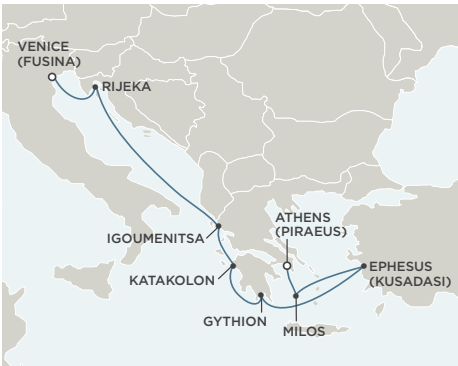 VENICE
(FUSINA)
RIJEKA
IGOUMENITSA
ATHENS
(PIRAEUS)
KATAKOLON
EPHESUS
(KUSADASI)
GYTHION
MILOS